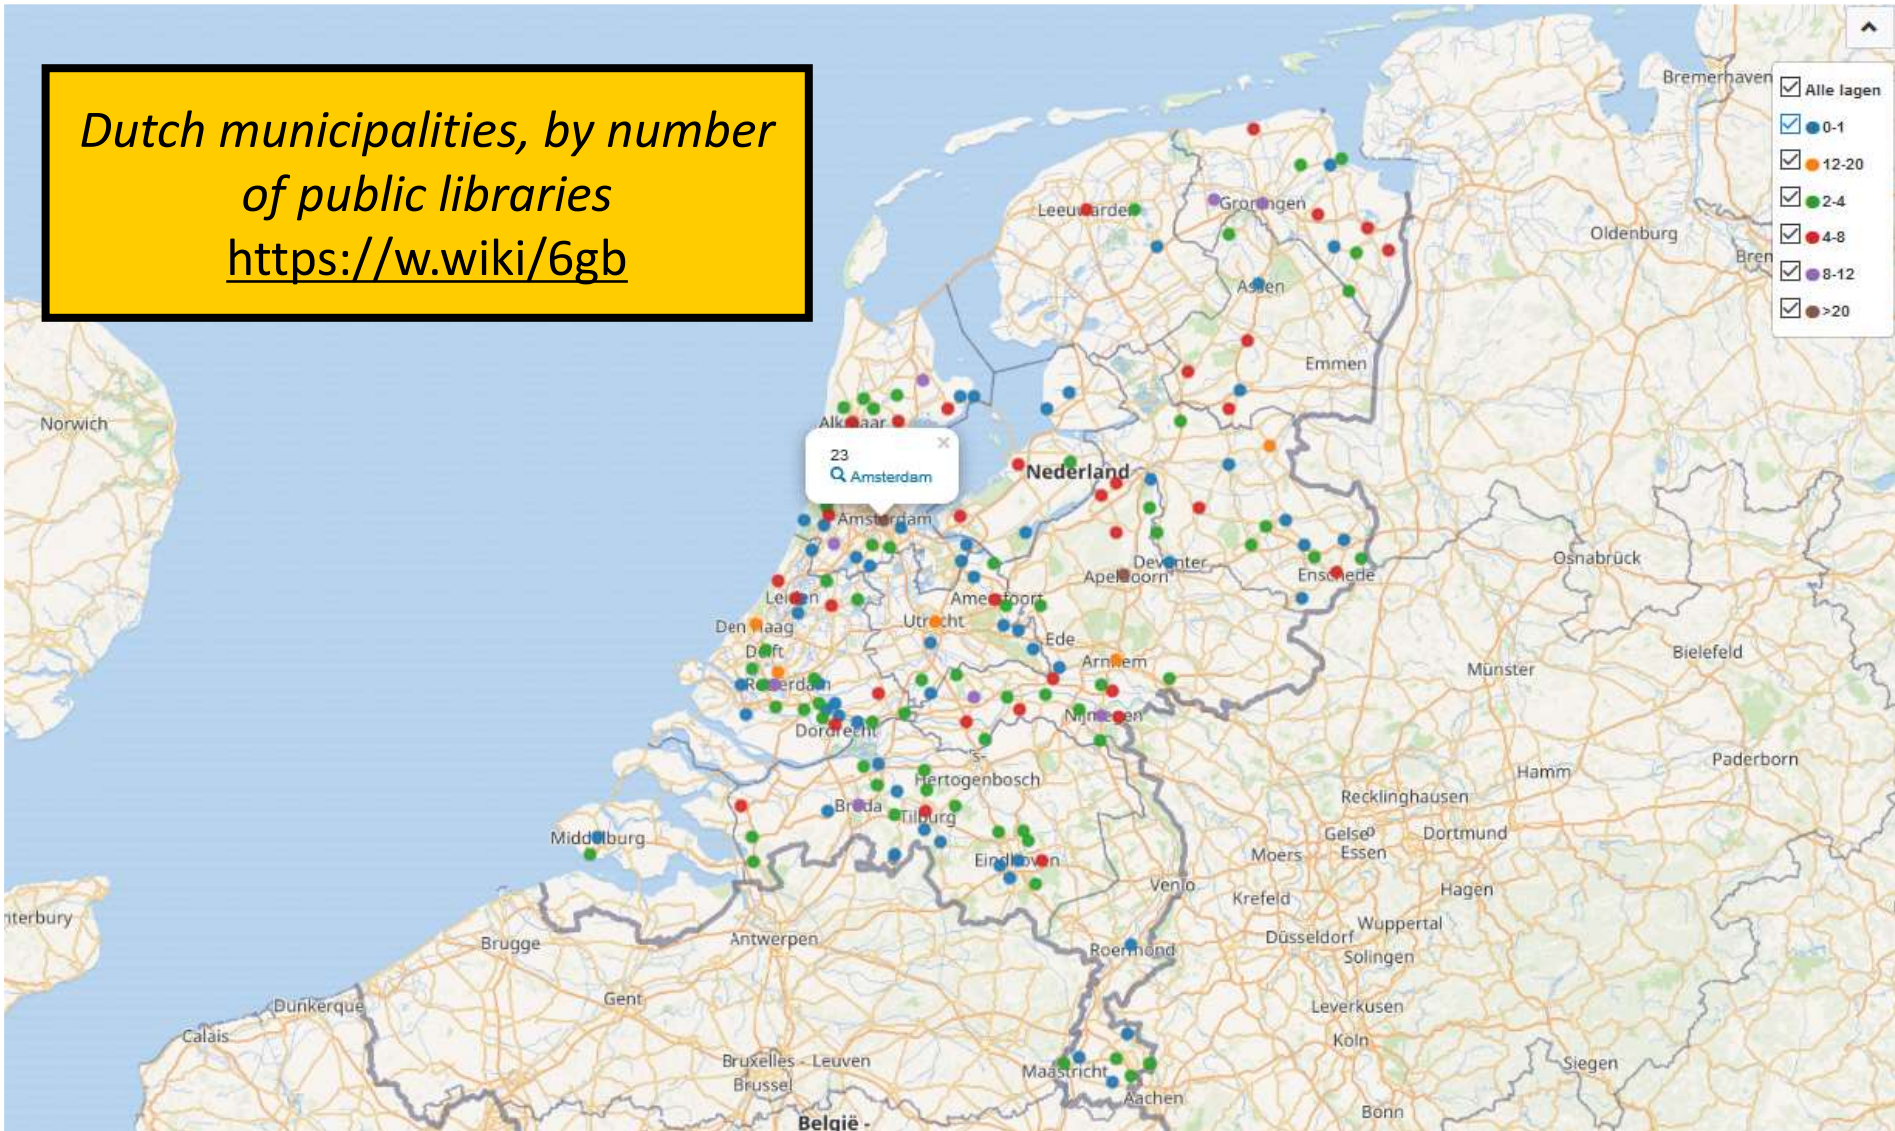 Dutch municipalities, by number
of public libraries
https://w.wiki/6gb
Alle lagen
0-1
12-20
2-4
4-8
8-12
>20
Bremerhaven
Oldenburg
Leeuwarden
Groningen
Assen
Emmen
Norwich
Alkmaar
23
Amsterdam
Nederland
Amsterdam
Deventer
Apeldoorn
Enschede
Osnabrück
Leiden
Amersfoort
Den Haag
Utrecht
Ede
Delft
Arnhem
Münster
Bielefeld
Rotterdam
Nijmegen
Dordrecht
's-
Hertogenbosch
Hamm
Paderborn
Breda
Tilburg
Recklinghausen
Middelburg
Gelse
Dortmund
Essen
Moers
Eindhoven
Venlo
Krefeld
Hagen
nterbury
Wuppertal
Brugge
Antwerpen
Roermond
Düsseldorf
Solingen
Gent
Dunkerque
Leverkusen
Calais
Köln
Bruxelles - Leuven
Brussel
Maastricht
Siegen
Aachen
Bonn
België -